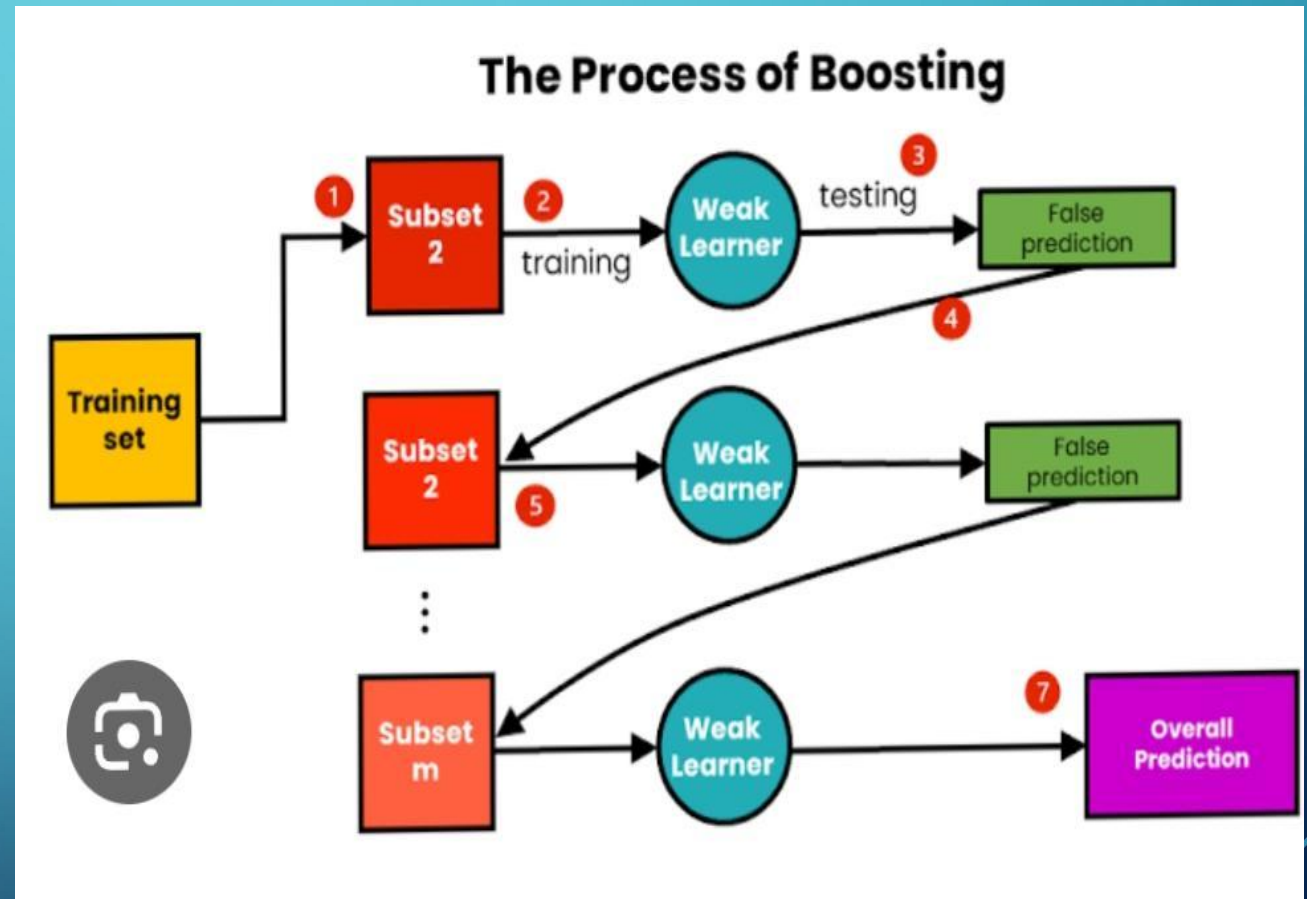 The Process of Boosting
1
Subset
2
2
training
Weak
Learner
3
testing
False
prediction
4
Training
set
Subset
2
5
Weak
Learner
False
prediction
Subset
m
Weak
Learner
7
Overall
Prediction